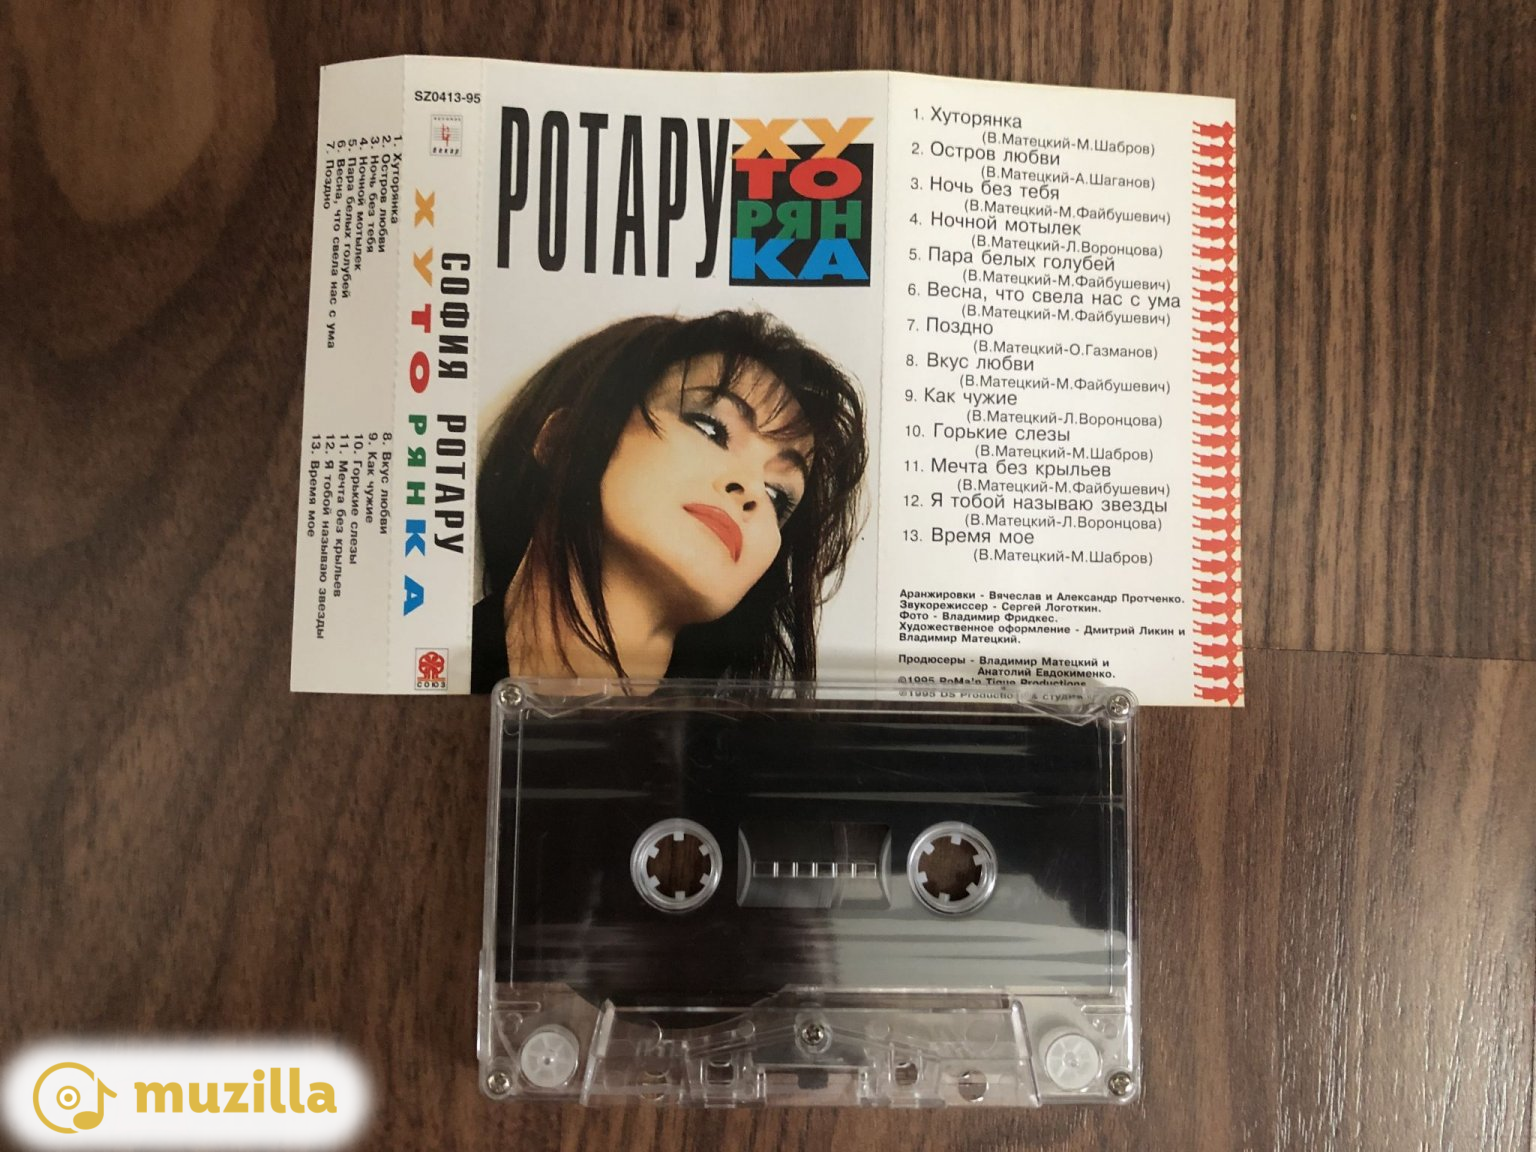 SZ0413-95
RECORDS
1. Хуторянка
2. Остров любви
3. Ночь без тебя
4. Ночной мотылек
5. Пара белых голубей
6. Весна, что свела нас с ума
7. Поздно
8. Вкус любви
9. Как чужие
10. Горькие слезы
11. Мечта без крыльев
12. Я тобой называю звезды
13. Время мое
СОФИЯ РОТАРУ
ХУТОРЯНКА
СОЮЗ
РОТАРУ
ХУ
ТО
РЯН
КА
1. Хуторянка
(В.Матецкий-М.Шабров)
2. Остров любви
(В.Матецкий-А.Шаганов)
3. Ночь без тебя
(В.Матецкий-М.Файбушевич)
4. Ночной мотылек
(В.Матецкий-Л.Воронцова)
5. Пара белых голубей
(В.Матецкий-М.Файбушевич)
6. Весна, что свела нас с ума
(В.Матецкий-М.Файбушевич)
7. Поздно
(В.Матецкий-О.Газманов)
8. Вкус любви
(В.Матецкий-М.Файбушевич)
9. Как чужие
(В.Матецкий-Л.Воронцова)
10. Горькие слезы
(В.Матецкий-М.Шабров)
11. Мечта без крыльев
(В.Матецкий-М.Файбушевич)
12. Я тобой называю звезды
(В.Матецкий-Л.Воронцова)
13. Время мое
(В.Матецкий-М.Шабров)
Аранжировки - Вячеслав и Александр Протченко.
Звукорежиссер - Сергей Логоткин.
Фото - Владимир Фридкес.
Художественное оформление - Дмитрий Ликин и
Владимир Матецкий.
Продюсеры - Владимир Матецкий и
Анатолий Евдокименко.
©1995 RoMa'n Tique Productions
©1995 DS
muzilla